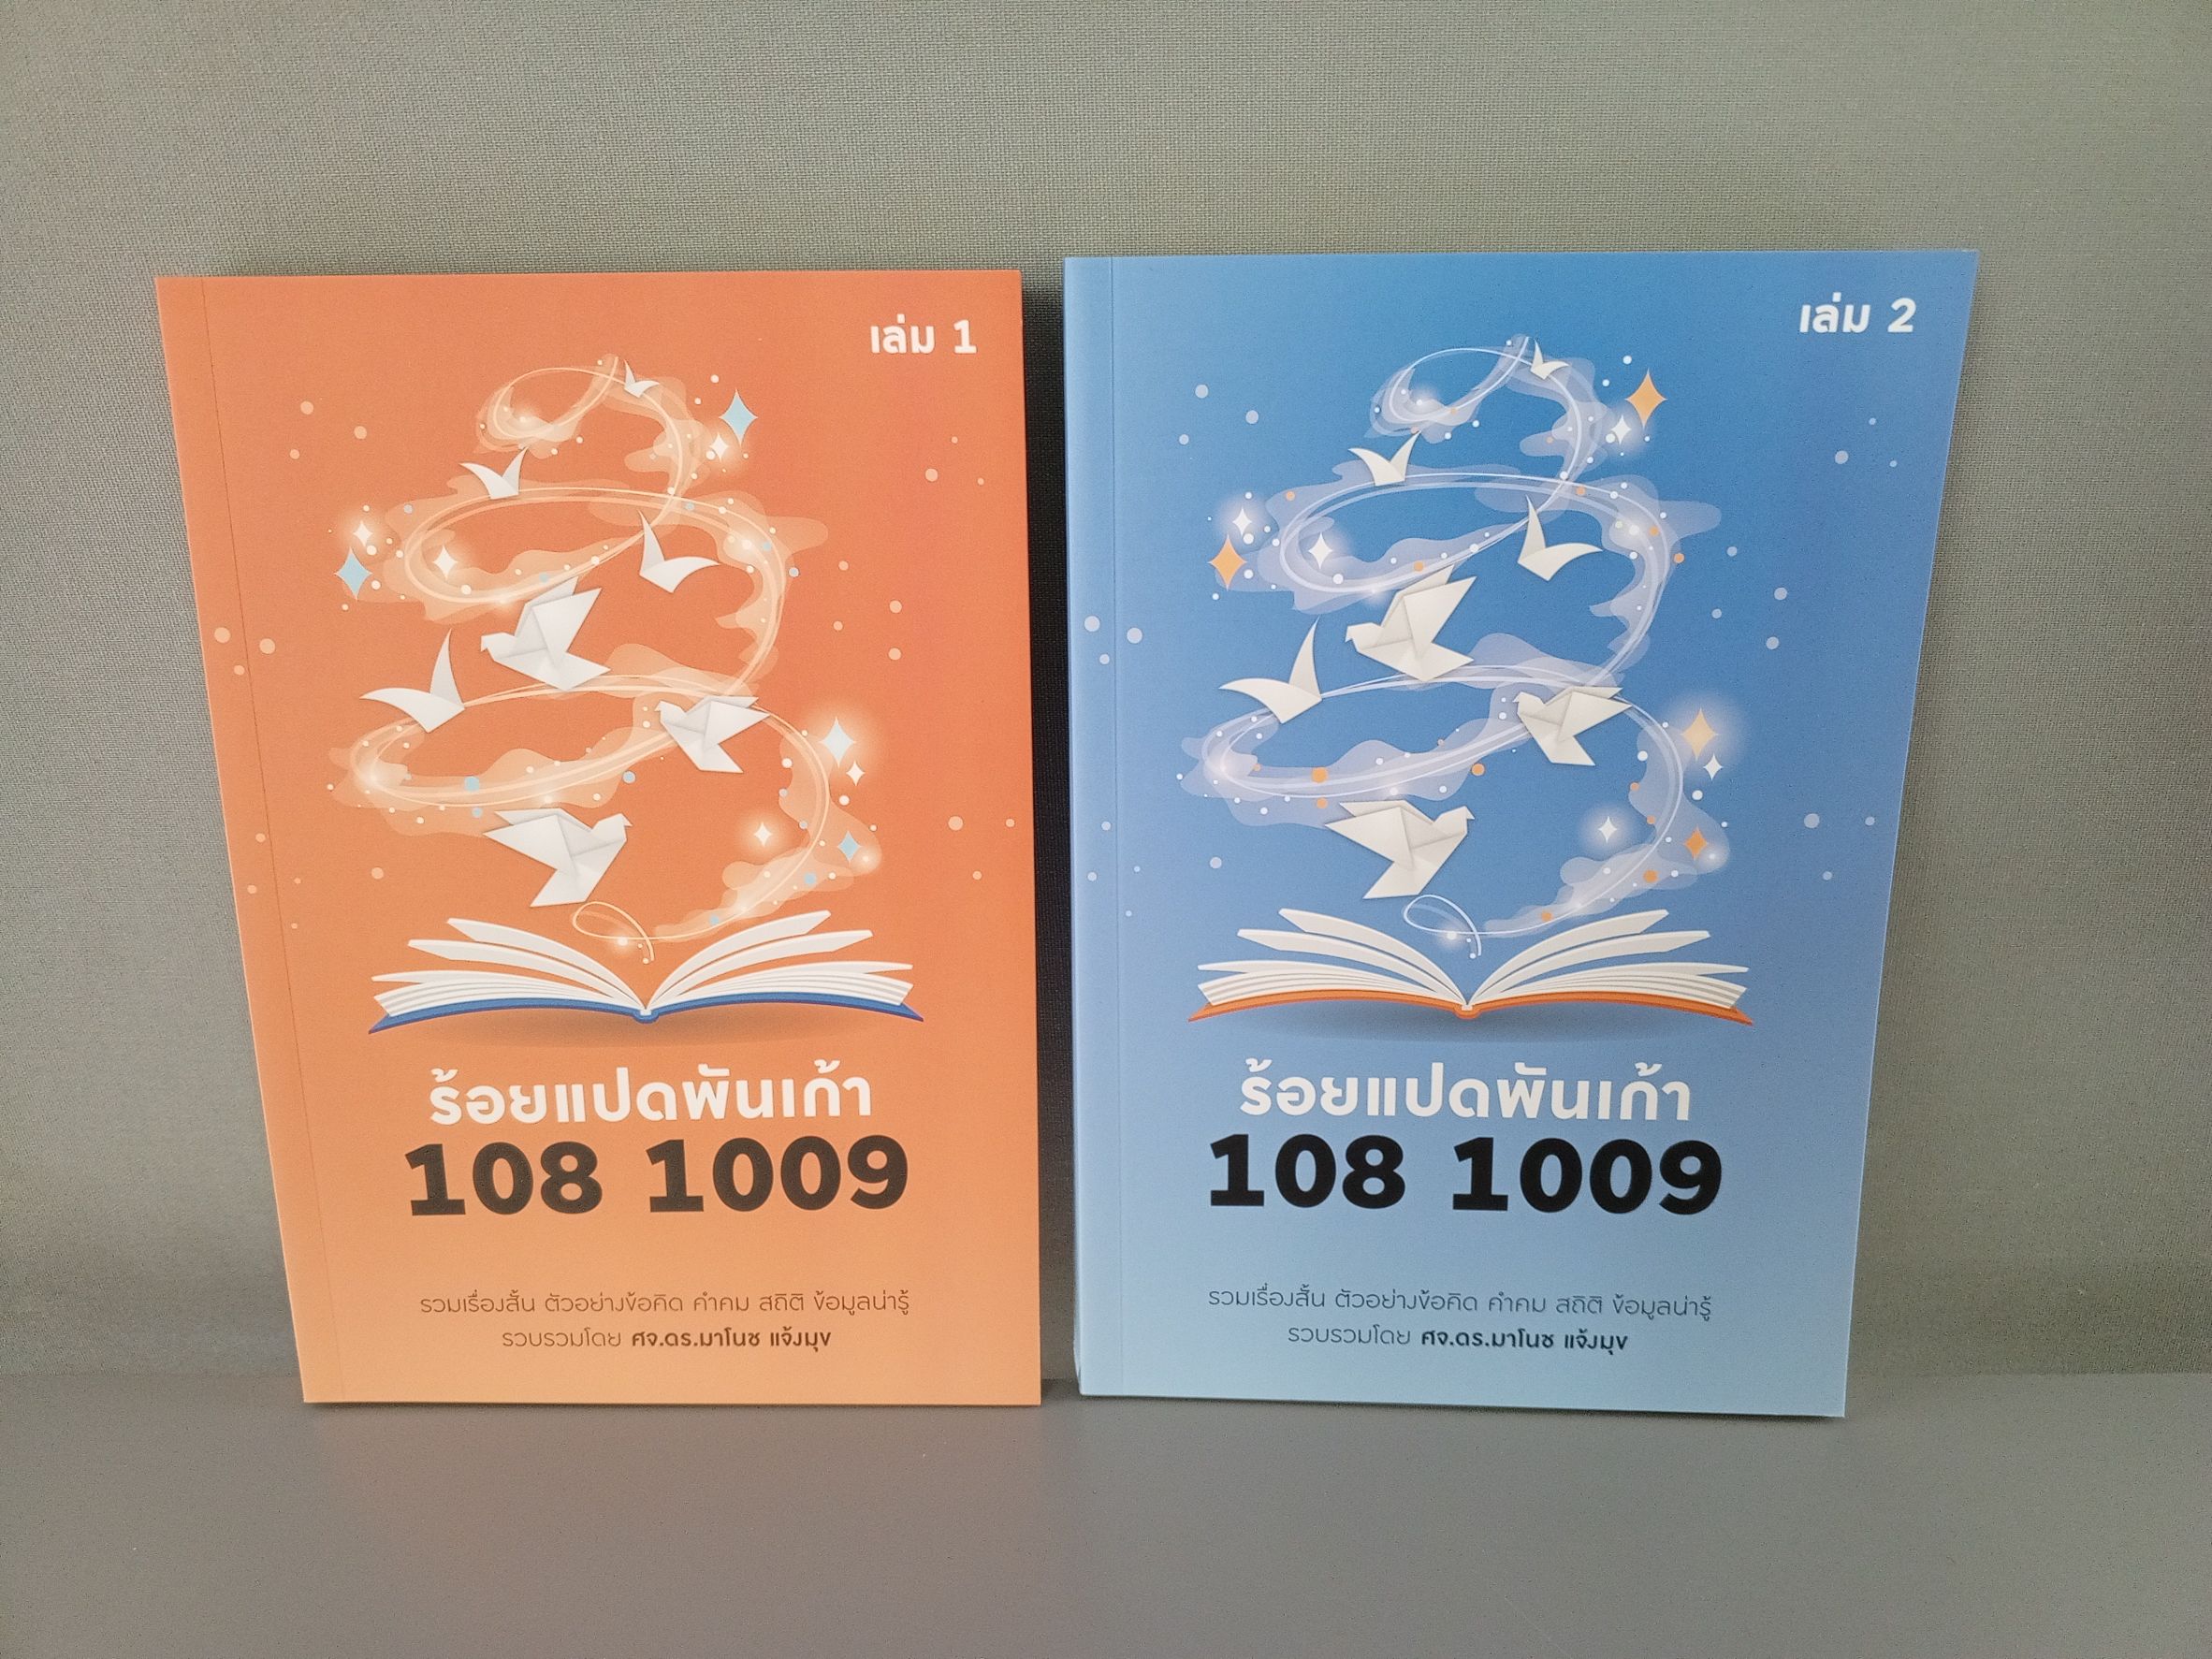 เล่ม 1
ร้อยแปดพันเก้า
108 1009
รวมเรื่องสั้น ตัวอย่างข้อคิด คำคม สถิติ ข้อมูลน่ารู้
รวบรวมโดย ศจ.ดร.มาโนช แจ้งมุข
เล่ม 2
ร้อยแปดพันเก้า
108 1009
รวมเรื่องสั้น ตัวอย่างข้อคิด คำคม สถิติ ข้อมูลน่ารู้
รวบรวมโดย ศจ.ดร.มาโนช แจ้งมุข